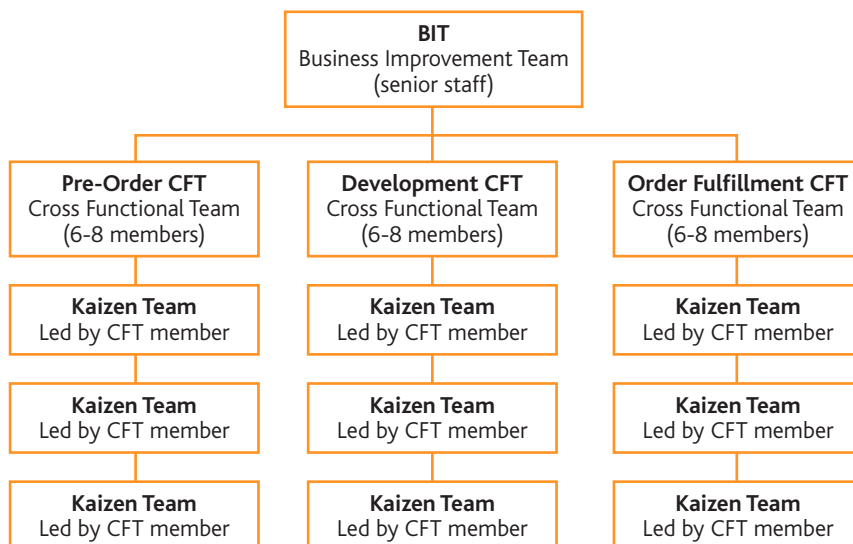 BIT
Business Improvement Team
(senior staff)
Pre-Order CFT
Cross Functional Team
(6-8 members)
Development CFT
Cross Functional Team
(6-8 members)
Order Fulfillment CFT
Cross Functional Team
(6-8 members)
Kaizen Team
Led by CFT member
Kaizen Team
Led by CFT member
Kaizen Team
Led by CFT member
Kaizen Team
Led by CFT member
Kaizen Team
Led by CFT member
Kaizen Team
Led by CFT member
Kaizen Team
Led by CFT member
Kaizen Team
Led by CFT member
Kaizen Team
Led by CFT member